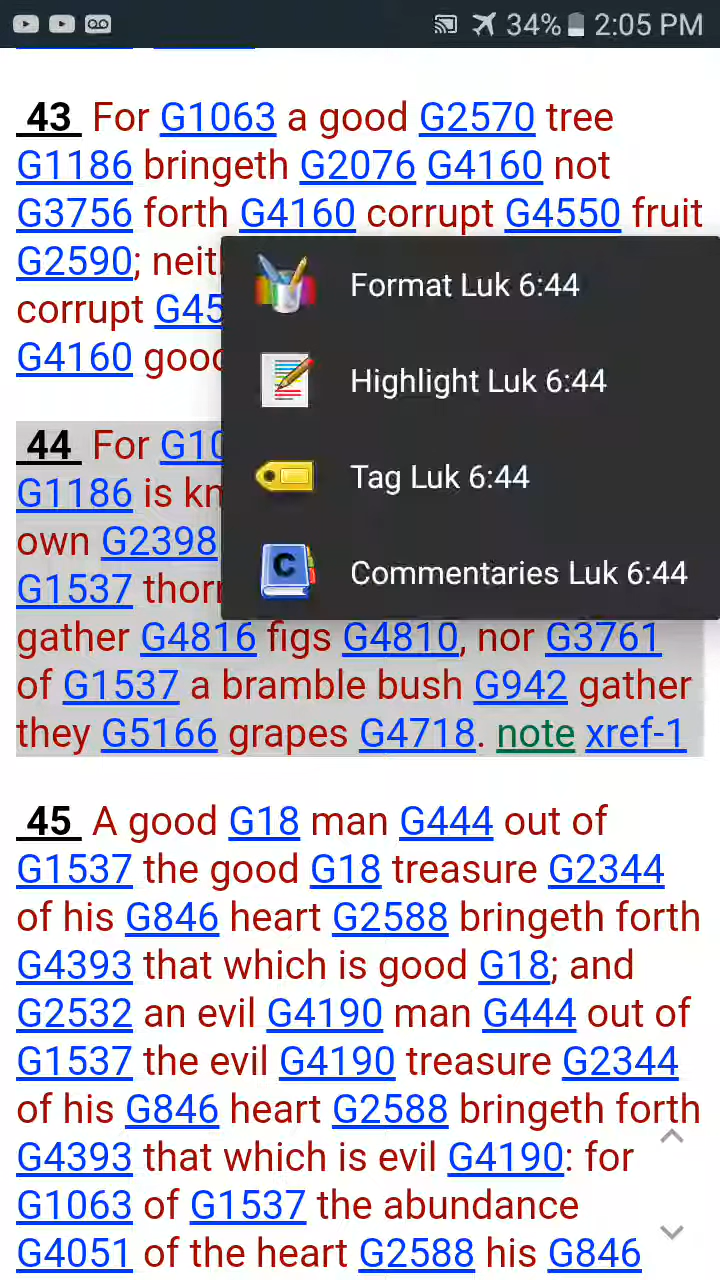 34% 2:05 PM
43 For G1063 a good G2570 tree
G1186 bringeth G2076 G4160 not
G3756 forth G4160 corrupt G4550 fruit
G2590; neit
corrupt G45
G4160 good
Format Luk 6:44
Highlight Luk 6:44
Tag Luk 6:44
Commentaries Luk 6:44
44 For G10
G1186 is kn
own G2398
G1537 thor
gather G4816 figs G4810, nor G3761
of G1537 a bramble bush G942 gather
they G5166 grapes G4718. note xref-1
45 A good G18 man G444 out of
G1537 the good G18 treasure G2344
of his G846 heart G2588 bringeth forth
G4393 that which is good G18; and
G2532 an evil G4190 man G444 out of
G1537 the evil G4190 treasure G2344
of his G846 heart G2588 bringeth forth
G4393 that which is evil G4190: for
G1063 of G1537 the abundance
G4051 of the heart G2588 his G846